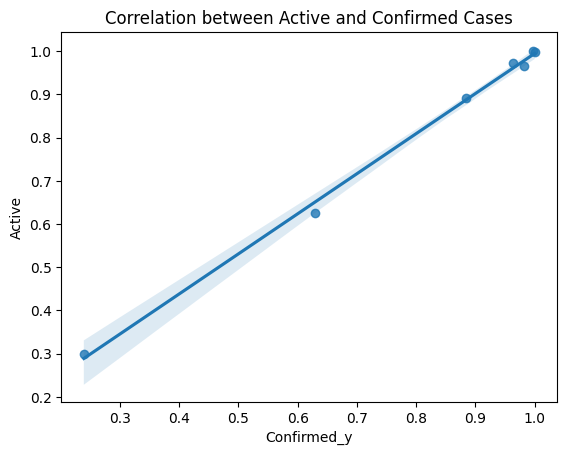 Correlation between Active and Confirmed Cases
1.0
0.9
0.8
0.7
0.6
0.5
0.4
0.3
0.2
Active
0.3 0.4 0.5 0.6 0.7 0.8 0.9 1.0
Confirmed_y